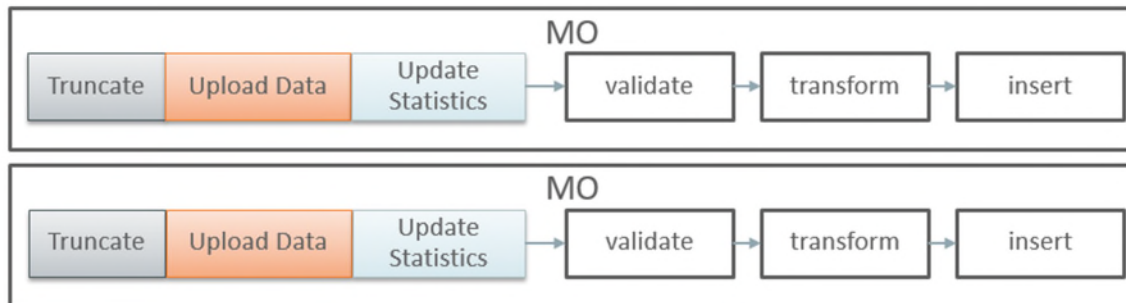 MO
Truncate
Upload Data
Update
Statistics
validate
transform
insert
MO
Truncate
Upload Data
Update
Statistics
validate
transform
insert